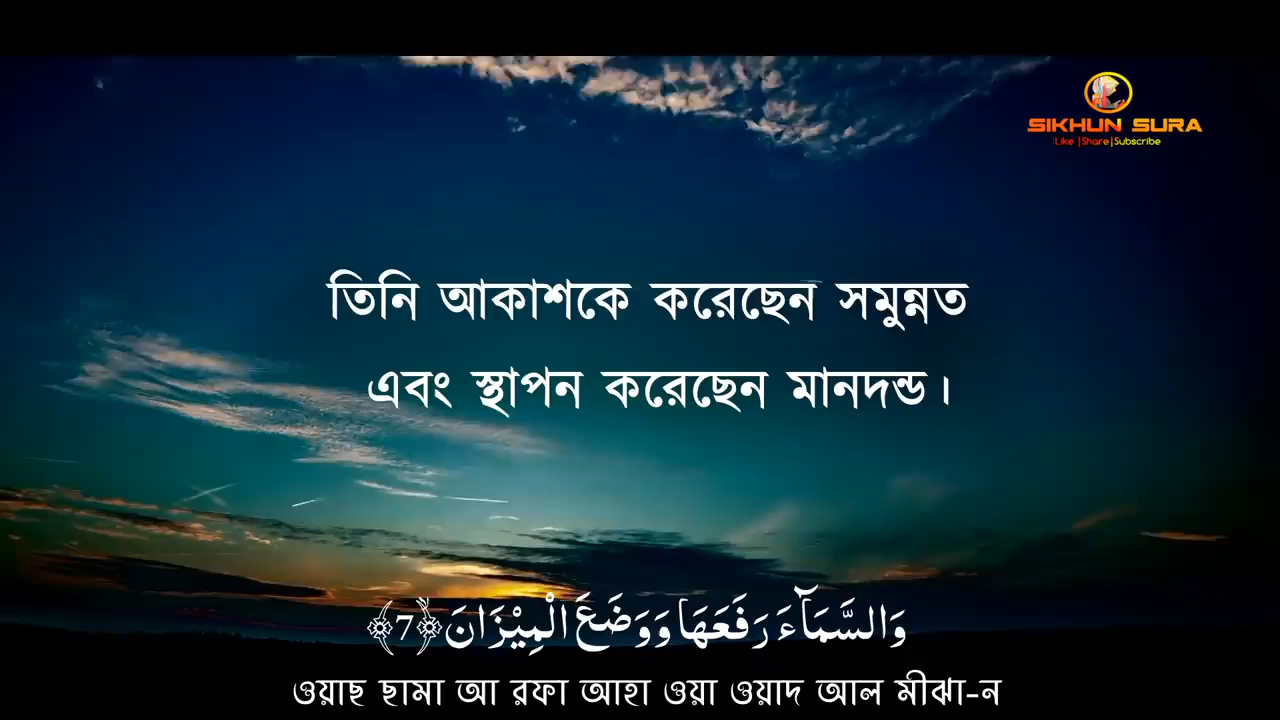 SIKHUN SURA
Like |Share|Subscribe
তিনি আকাশকে করেছেন সমুন্নত
এবং স্থাপন করেছেন মানদন্ড।
وَالسَّمَآءَ رَفَعَهَا وَوَضَعَ الْمِيْزَانَ ﴿7﴾
ওয়াছ ছামা আ রফা আহা ওয়া ওয়াদ আল মীঝা-ন